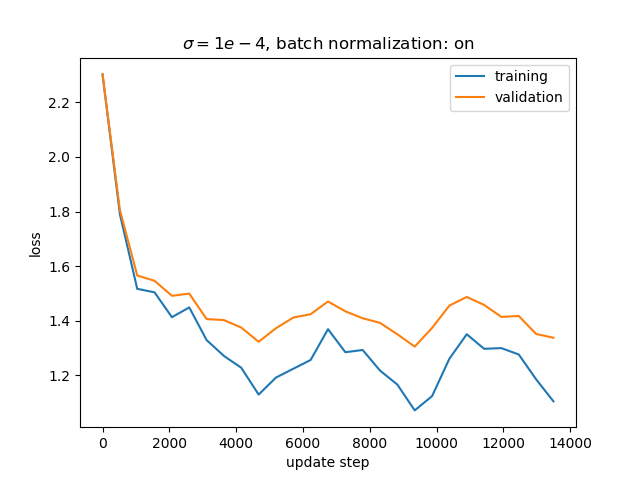 σ = 1e − 4, batch normalization: on
training
validation
loss
2.2
2.0
1.8
1.6
1.4
1.2
0 2000 4000 6000 8000 10000 12000 14000
update step